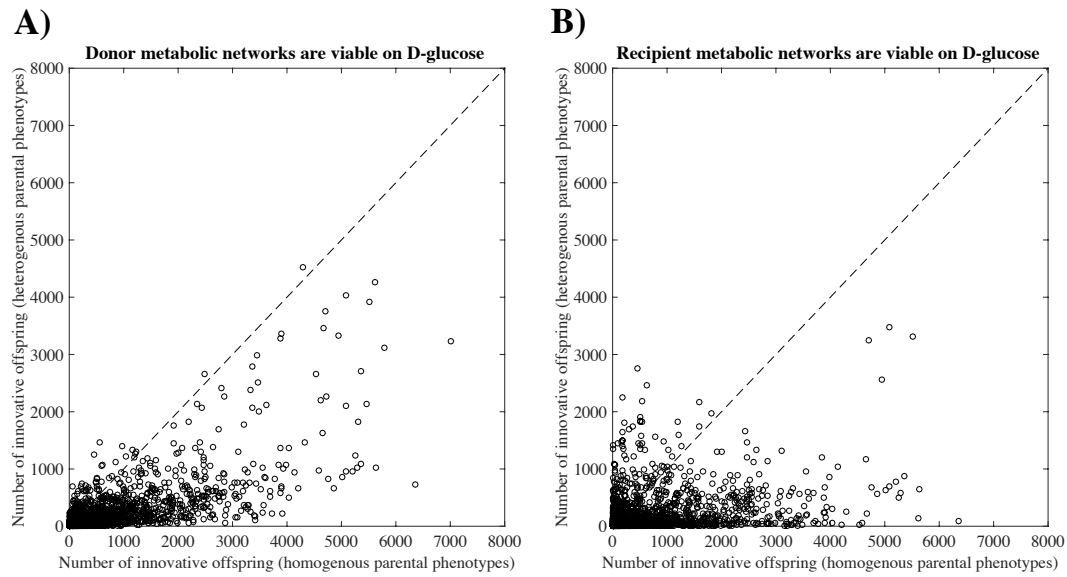 A)
Donor metabolic networks are viable on D-glucose
Number of innovative offspring (heterogenous parental phenotypes)
8000
7000
6000
5000
4000
3000
2000
1000
0
0 1000 2000 3000 4000 5000 6000 7000 8000
Number of innovative offspring (homogenous parental phenotypes)
B)
Recipient metabolic networks are viable on D-glucose
Number of innovative offspring (heterogenous parental phenotypes)
8000
7000
6000
5000
4000
3000
2000
1000
0
0 1000 2000 3000 4000 5000 6000 7000 8000
Number of innovative offspring (homogenous parental phenotypes)